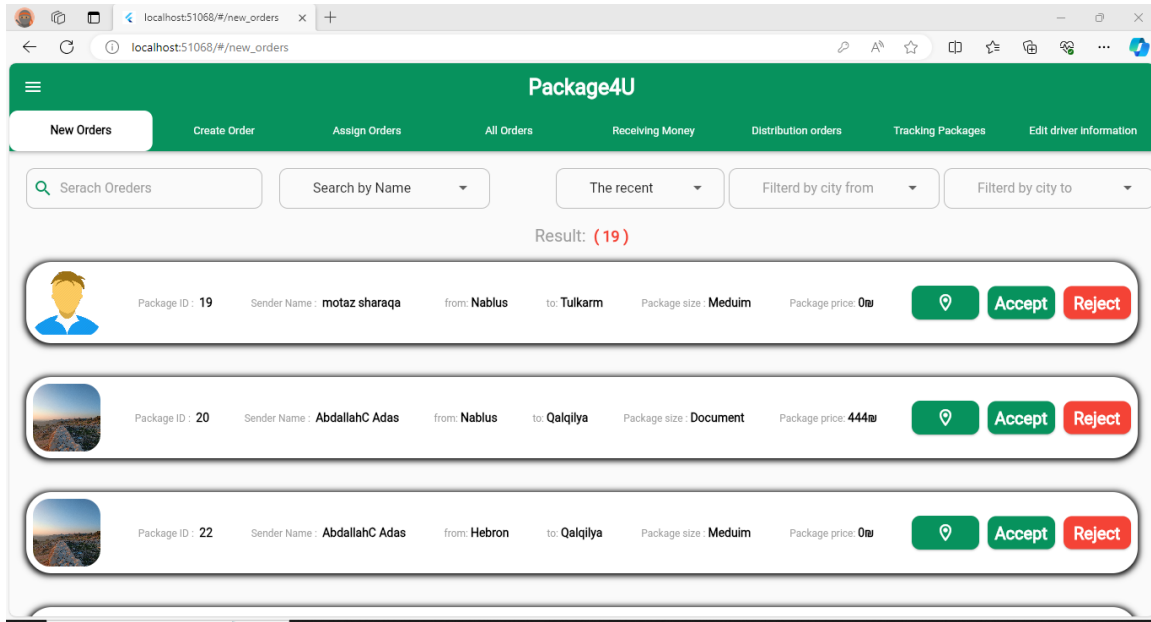 localhost:51068/#/new_orders
localhost:51068/#/new_orders
Package4U
New Orders Create Order Assign Orders All Orders Receiving Money Distribution orders Tracking Packages Edit driver information
Serach Oreders Search by Name The recent Filterd by city from Filterd by city to
Result: ( 19 )
Package ID : 19 Sender Name : motaz sharaqa from: Nablus to: Tulkarm Package size : Meduim Package price: 0₪ Accept Reject
Package ID : 20 Sender Name : AbdallahC Adas from: Nablus to: Qalqilya Package size : Document Package price: 444₪ Accept Reject
Package ID : 22 Sender Name : AbdallahC Adas from: Hebron to: Qalqilya Package size : Meduim Package price: 0₪ Accept Reject